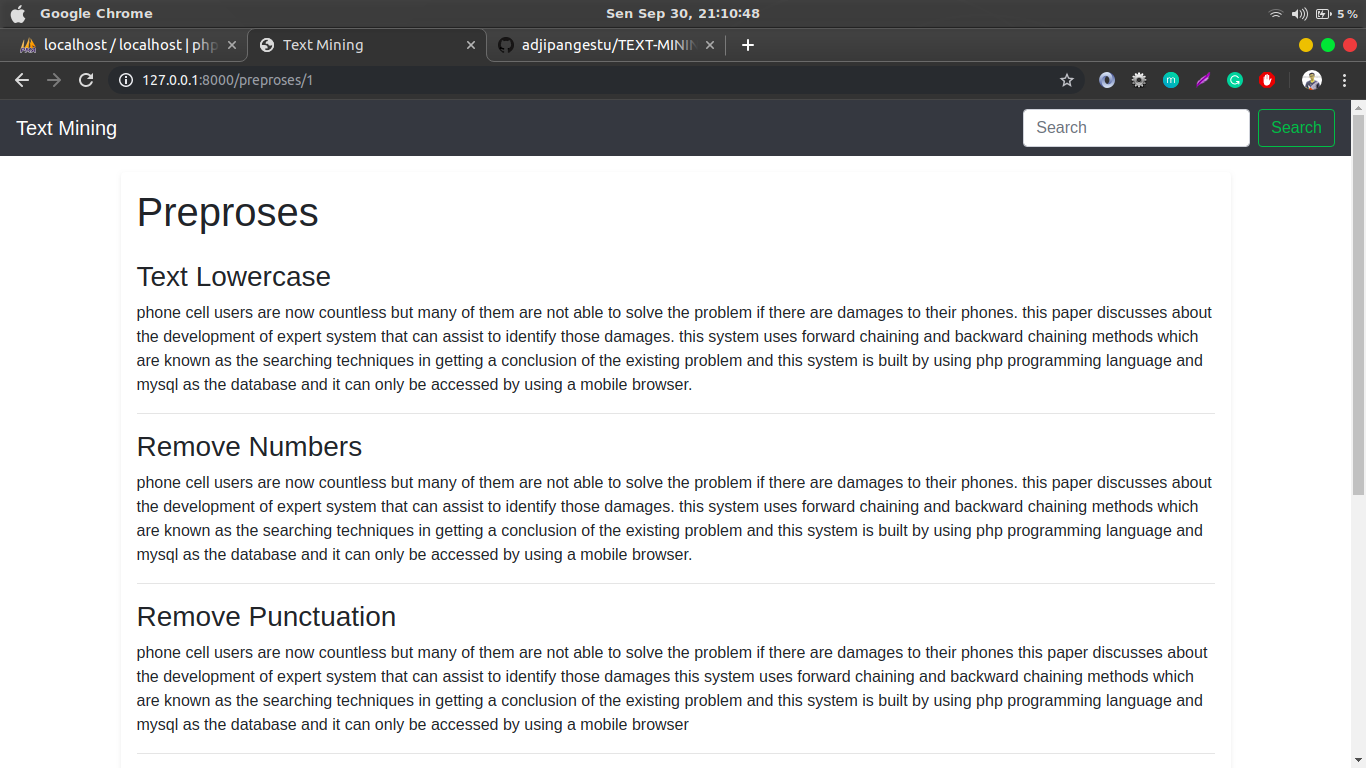 Google Chrome
Sen Sep 30, 21:10:48
5 %
localhost / localhost | php
Text Mining
adjipangestu/TEXT-MININ
127.0.0.1:8000/preproses/1
Text Mining
Search
Search
Preproses
Text Lowercase
phone cell users are now countless but many of them are not able to solve the problem if there are damages to their phones. this paper discusses about
the development of expert system that can assist to identify those damages. this system uses forward chaining and backward chaining methods which
are known as the searching techniques in getting a conclusion of the existing problem and this system is built by using php programming language and
mysql as the database and it can only be accessed by using a mobile browser.
Remove Numbers
phone cell users are now countless but many of them are not able to solve the problem if there are damages to their phones. this paper discusses about
the development of expert system that can assist to identify those damages. this system uses forward chaining and backward chaining methods which
are known as the searching techniques in getting a conclusion of the existing problem and this system is built by using php programming language and
mysql as the database and it can only be accessed by using a mobile browser.
Remove Punctuation
phone cell users are now countless but many of them are not able to solve the problem if there are damages to their phones this paper discusses about
the development of expert system that can assist to identify those damages this system uses forward chaining and backward chaining methods which
are known as the searching techniques in getting a conclusion of the existing problem and this system is built by using php programming language and
mysql as the database and it can only be accessed by using a mobile browser